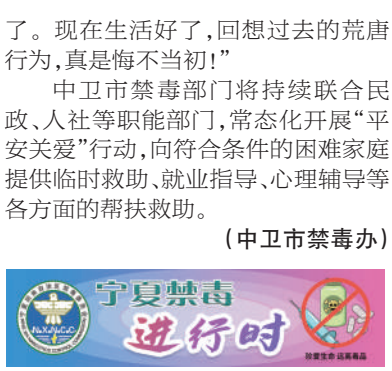 了。现在生活好了,回想过去的荒唐
行为,真是悔不当初!”
中卫市禁毒部门将持续联合民
政、人社等职能部门,常态化开展“平
安关爱”行动,向符合条件的困难家庭
提供临时救助、就业指导、心理辅导等
各方面的帮扶救助。
(中卫市禁毒办)
宁夏禁毒
进行时
珍爱生命 远离毒品